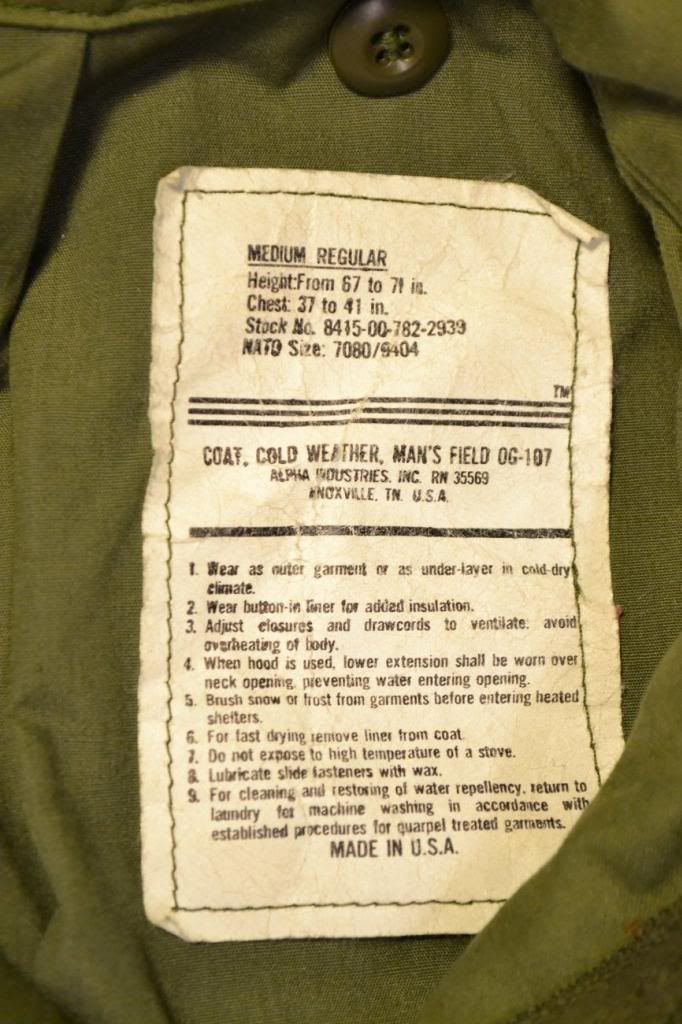 MEDIUM REGULAR
Height:From 67 to 71 in.
Chest: 37 to 41 in.
Stock No. 8415-00-782-2939
NATO Size: 7080/9404
TM
COAT, COLD WEATHER, MAN'S FIELD OG-107
ALPHA INDUSTRIES, INC. RN 35569
KNOXVILLE, TN. U.S.A.
1. Wear as outer garment or as under-layer in cold-dry
climate.
2. Wear button-in liner for added insulation.
3. Adjust closures and drawcords to ventilate: avoid
overheating of body.
4. When hood is used, lower extension shall be worn over
neck opening, preventing water entering opening.
5. Brush snow or frost from garments before entering heated
shelters.
6. For fast drying remove liner from coat.
7. Do not expose to high temperature of a stove.
8. Lubricate slide fasteners with wax.
9. For cleaning and restoring of water repellency, return to
laundry for machine washing in accordance with
established procedures for quarpel treated garments.
MADE IN U.S.A.